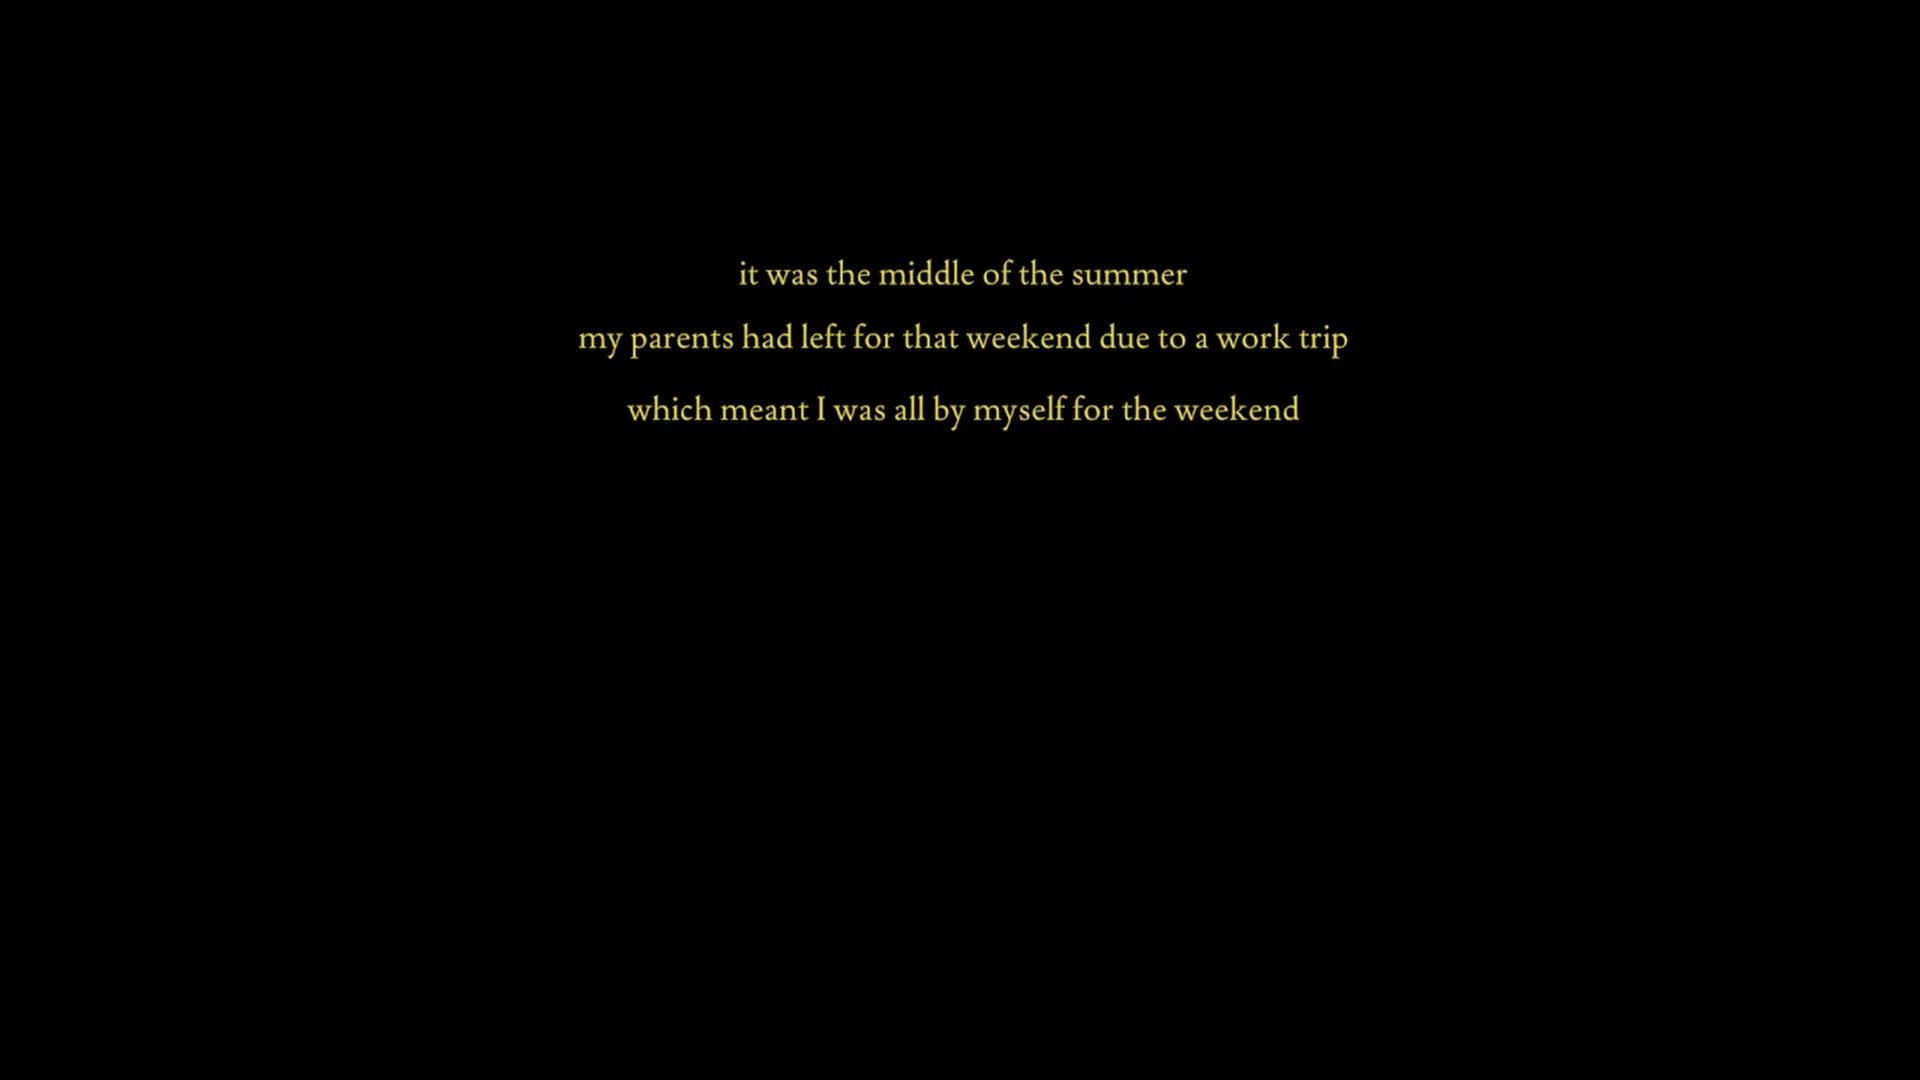 it was the middle of the summer
my parents had left for that weekend due to a work trip
which meant I was all by myself for the weekend